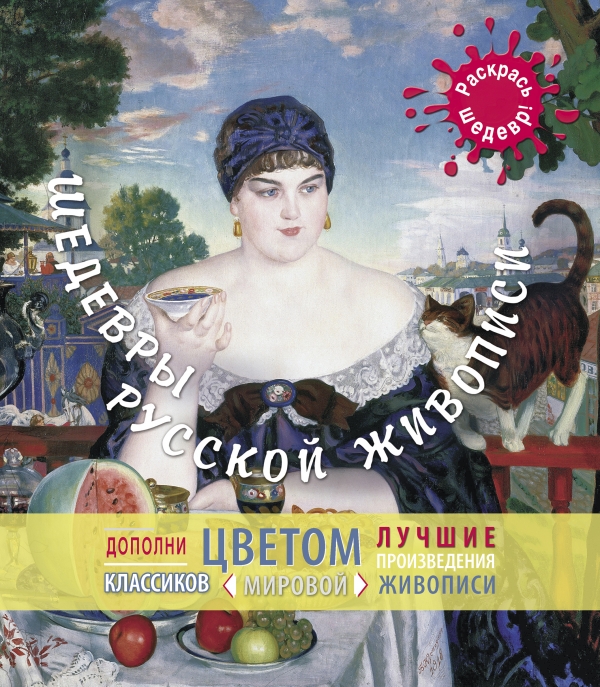 Раскрась
шедевр!
ШЕДЕВРЫ
РУССКОЙ ЖИВОПИСИ
ДОПОЛНИ ЦВЕТОМ ЛУЧШИЕ
ПРОИЗВЕДЕНИЯ
КЛАССИКОВ МИРОВОЙ ЖИВОПИСИ